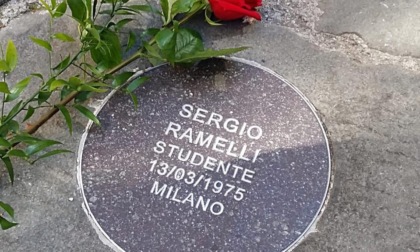 SERGIO
RAMELLI
STUDENTE
13/03/1975
MILANO